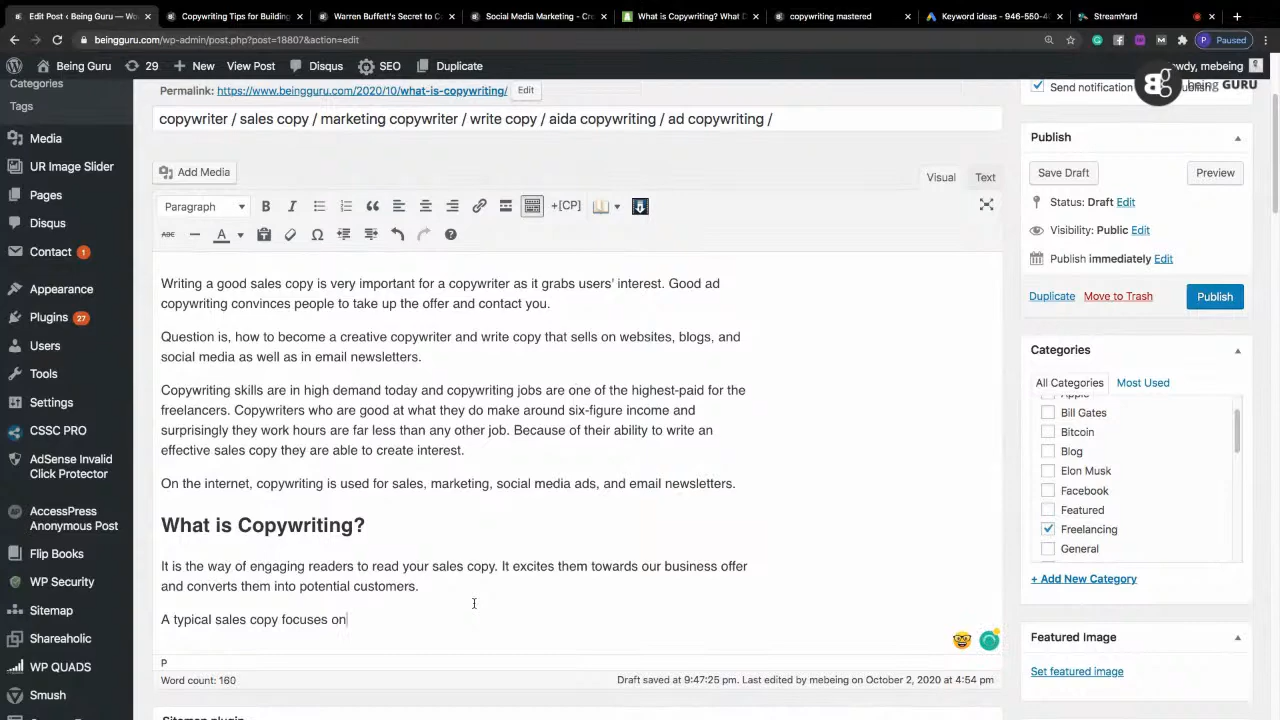 Edit Post ‹ Being Guru — Wo
Copywriting Tips for Building
Warren Buffett's Secret to C
Social Media Marketing - Cre
What is Copywriting? What D
copywriting mastered
Keyword ideas - 946-550-4
StreamYard
beingguru.com/wp-admin/post.php?post=18807&action=edit
Paused
Being Guru
29
New
View Post
Disqus
SEO
Duplicate
wdy, mebeing
being GURU
Categories
Tags
Media
UR Image Slider
Pages
Disqus
Contact 1
Appearance
Plugins 27
Users
Tools
Settings
CSSC PRO
AdSense Invalid
Click Protector
AccessPress
Anonymous Post
Flip Books
WP Security
Sitemap
Shareaholic
WP QUADS
Smush
Permalink: https://www.beingguru.com/2020/10/what-is-copywriting/ Edit
copywriter / sales copy / marketing copywriter / write copy / aida copywriting / ad copywriting /
Add Media
Visual Text
Paragraph
+[CP]
ABC
Writing a good sales copy is very important for a copywriter as it grabs users' interest. Good ad
copywriting convinces people to take up the offer and contact you.
Question is, how to become a creative copywriter and write copy that sells on websites, blogs, and
social media as well as in email newsletters.
Copywriting skills are in high demand today and copywriting jobs are one of the highest-paid for the
freelancers. Copywriters who are good at what they do make around six-figure income and
surprisingly they work hours are far less than any other job. Because of their ability to write an
effective sales copy they are able to create interest.
On the internet, copywriting is used for sales, marketing, social media ads, and email newsletters.
What is Copywriting?
It is the way of engaging readers to read your sales copy. It excites them towards our business offer
and converts them into potential customers.
A typical sales copy focuses on
P
Word count: 160
Draft saved at 9:47:25 pm. Last edited by mebeing on October 2, 2020 at 4:54 pm
Sitemap plugin
Send notification
Publish
Save Draft Preview
Status: Draft Edit
Visibility: Public Edit
Publish immediately Edit
Duplicate Move to Trash Publish
Categories
All Categories Most Used
Apple
Bill Gates
Bitcoin
Blog
Elon Musk
Facebook
Featured
Freelancing
General
+ Add New Category
Featured Image
Set featured image